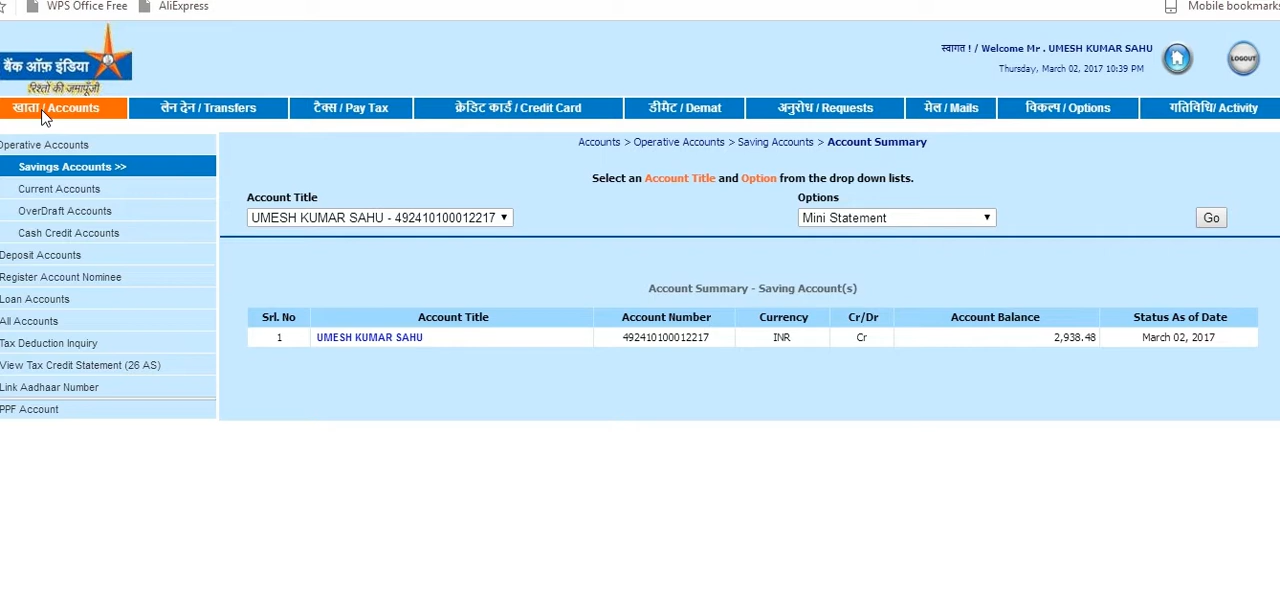 WPS Office Free AliExpress Mobile bookmarks
बैंक ऑफ़ इंडिया
रिश्तों की जमापूँजी
स्वागत ! / Welcome Mr . UMESH KUMAR SAHU
Thursday, March 02, 2017 10:39 PM
LOGOUT
खाता / Accounts लेन देन / Transfers टैक्स / Pay Tax क्रेडिट कार्ड / Credit Card डीमैट / Demat अनुरोध / Requests मेल / Mails विकल्प / Options गतिविधि/ Activity
Operative Accounts
Savings Accounts >>
Current Accounts
OverDraft Accounts
Cash Credit Accounts
Deposit Accounts
Register Account Nominee
Loan Accounts
All Accounts
Tax Deduction Inquiry
View Tax Credit Statement (26 AS)
Link Aadhaar Number
PPF Account
Accounts > Operative Accounts > Saving Accounts > Account Summary
Select an Account Title and Option from the drop down lists.
Account Title Options
UMESH KUMAR SAHU - 492410100012217 Mini Statement Go
Account Summary - Saving Account(s)
Srl. No Account Title Account Number Currency Cr/Dr Account Balance Status As of Date
1 UMESH KUMAR SAHU 492410100012217 INR Cr 2,938.48 March 02, 2017